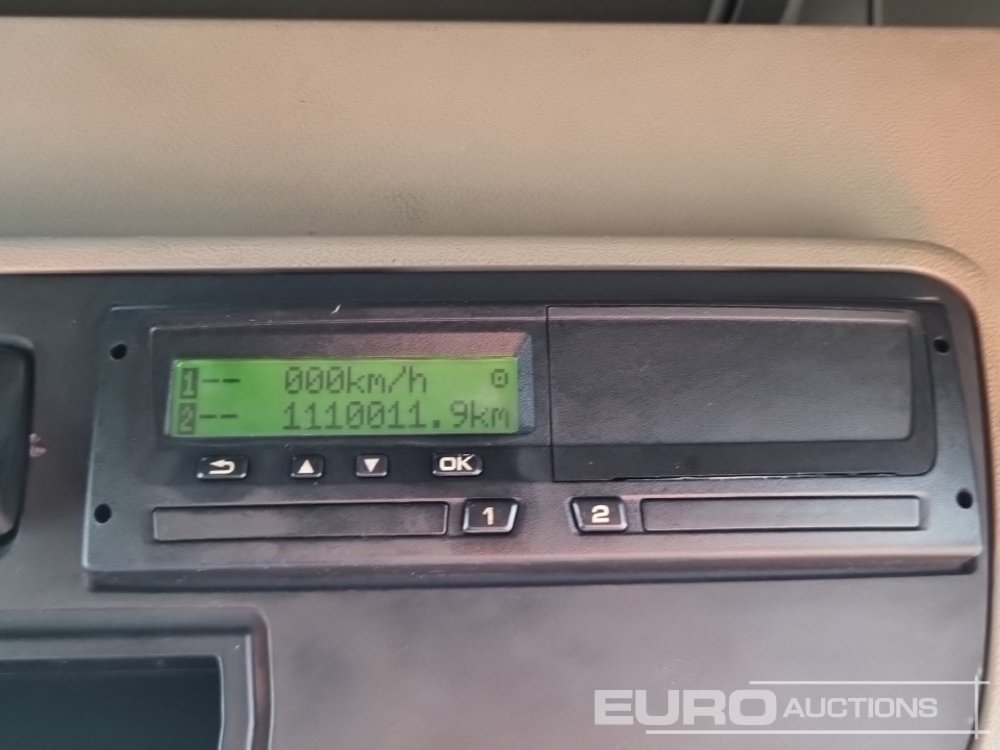 1-- 000km/h
2-- 1110011.9km
OK
1 2
EURO AUCTIONS